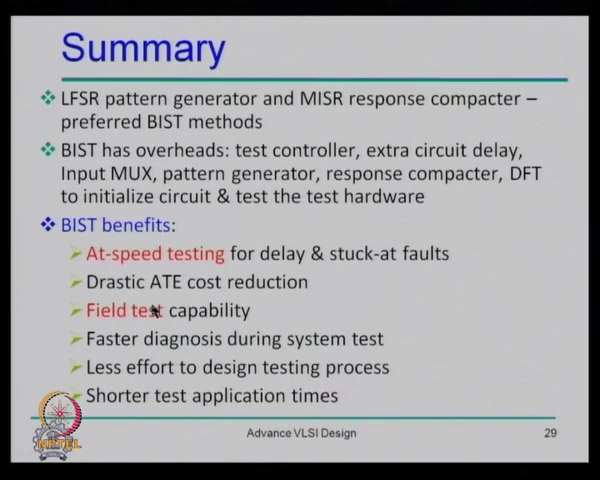 Summary
LFSR pattern generator and MISR response compacter –
preferred BIST methods
BIST has overheads: test controller, extra circuit delay,
Input MUX, pattern generator, response compacter, DFT
to initialize circuit & test the test hardware
BIST benefits:
At-speed testing for delay & stuck-at faults
Drastic ATE cost reduction
Field test capability
Faster diagnosis during system test
Less effort to design testing process
Shorter test application times
NPTEL
Advance VLSI Design
29